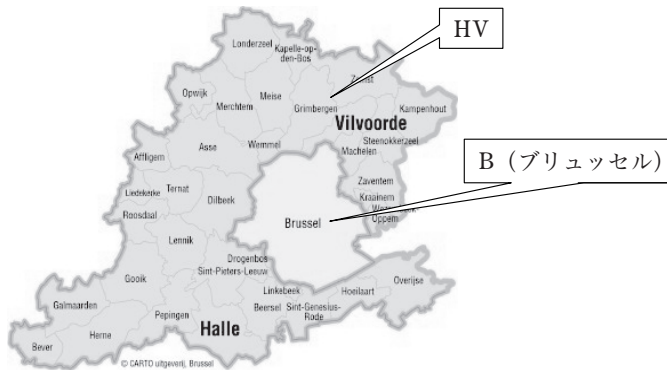 HV
Londerzeel
Kapelle-op-
den-Bos
Opwijk
Merchtem
Meise
Grimbergen
Kampenhout
Vilvoorde
Steenokkerzeel
Machelen
Asse
Wemmel
Affligem
Zaventem
B（ブリュッセル）
Liedekerke
Ternat
Dilbeek
Kraainem
Roosdaal
Oppem
Brussel
Lennik
Drogenbos
Sint-Pieters-Leeuw
Gooik
Linkebeek
Hoeilaart
Overijse
Galmaarden
Pepingen
Beersel
Sint-Genesius-
Rode
Halle
Herne
Bever
© CARTO uitgeverij, Brussel